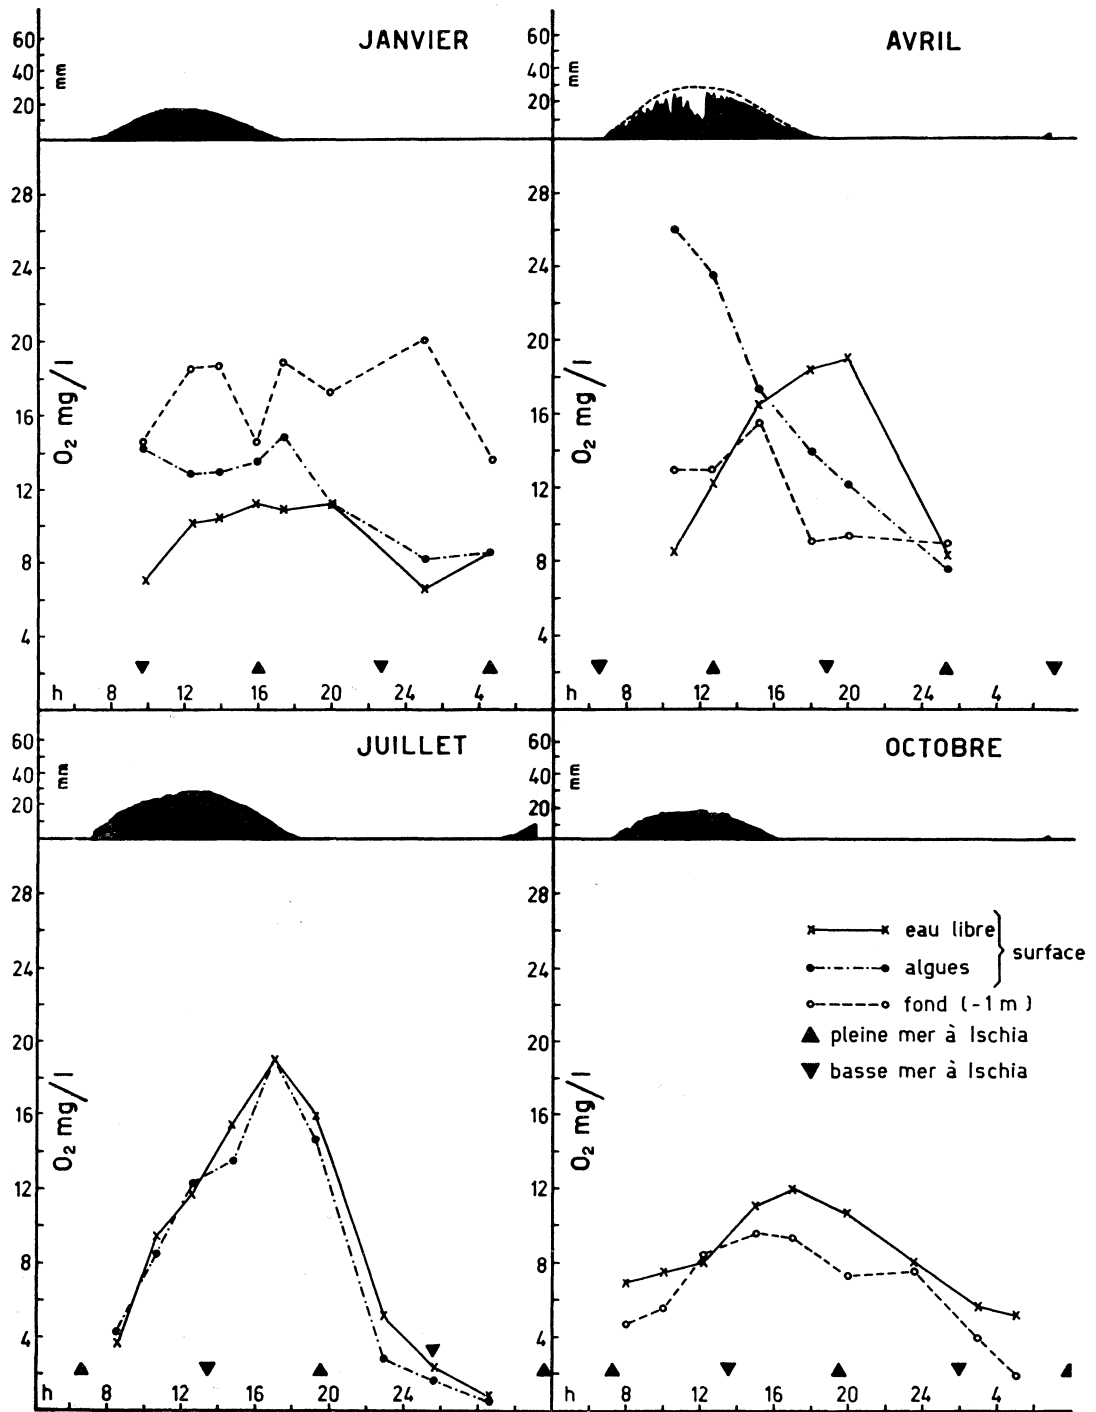 JANVIER
60
40
20
mm
28
24
20
16
12
8
4
O₂ mg/l
h 8 12 16 20 24 4
AVRIL
60
40
20
mm
28
24
20
16
12
8
4
O₂ mg/l
h 8 12 16 20 24 4
JUILLET
60
40
20
mm
28
24
20
16
12
8
4
O₂ mg/l
h 8 12 16 20 24
OCTOBRE
60
40
20
mm
28
24
20
16
12
8
4
O₂ mg/l
eau libre
algues
surface
fond (-1 m)
pleine mer à Ischia
basse mer à Ischia
h 8 12 16 20 24 4